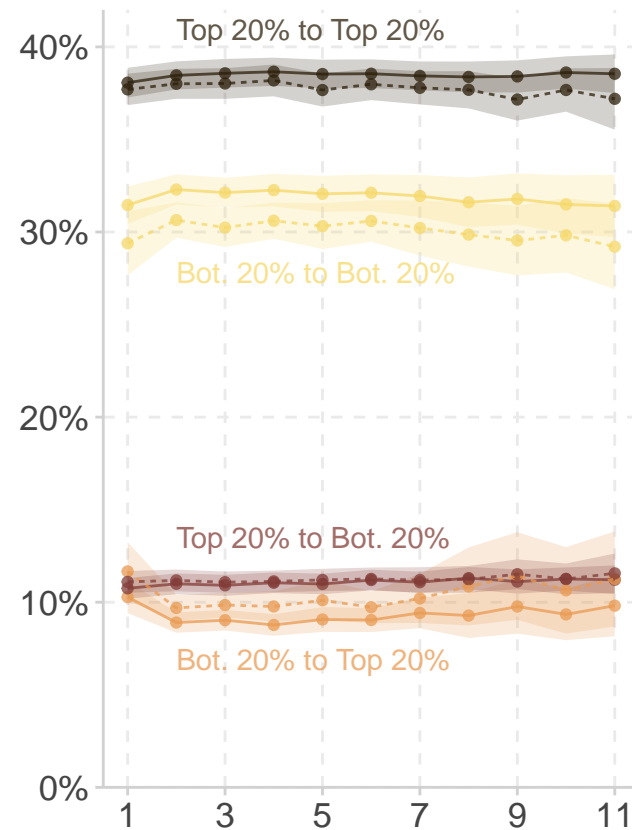 Top 20% to Top 20%
40%
30%
Bot. 20% to Bot. 20%
20%
Top 20% to Bot. 20%
10%
Bot. 20% to Top 20%
0%
1 3 5 7 9 11